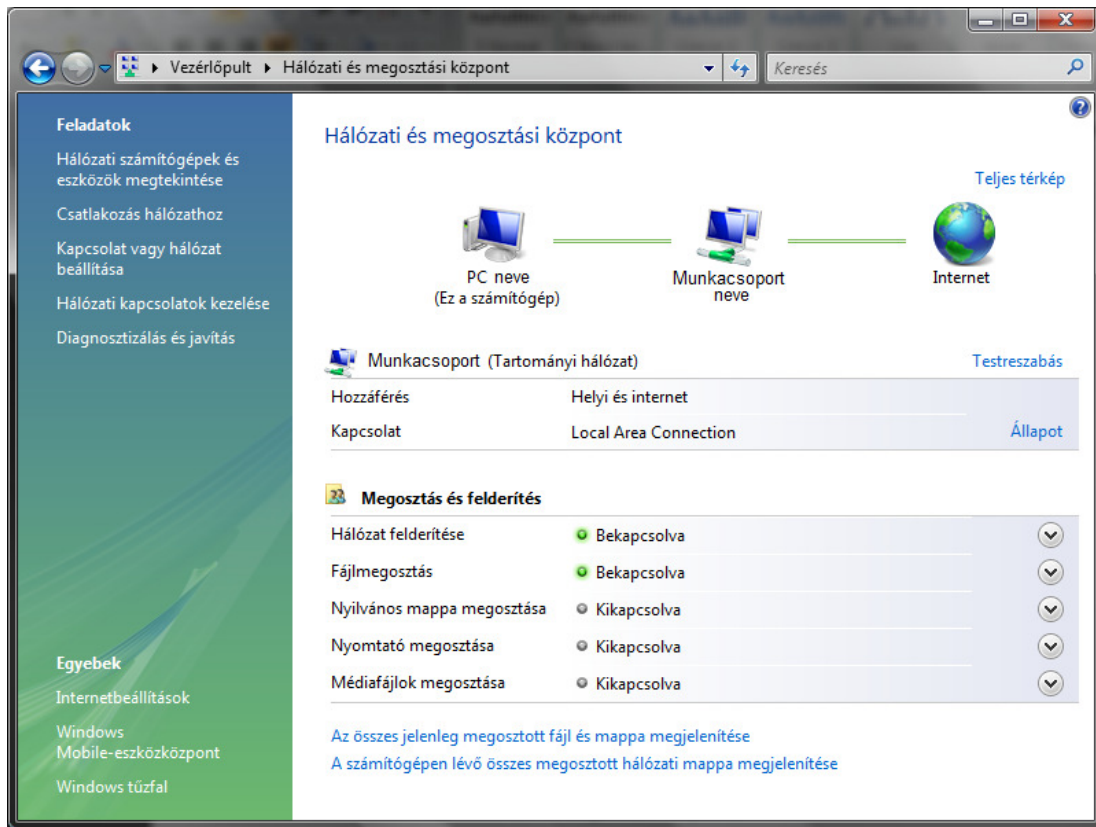 Vezérlőpult ▸ Hálózati és megosztási központ
Keresés
Feladatok
Hálózati számítógépek és
eszközök megtekintése
Csatlakozás hálózathoz
Kapcsolat vagy hálózat
beállítása
Hálózati kapcsolatok kezelése
Diagnosztizálás és javítás
Egyebek
Internetbeállítások
Windows
Mobile-eszközközpont
Windows tűzfal
Hálózati és megosztási központ
Teljes térkép
PC neve
(Ez a számítógép)
Munkacsoport
neve
Internet
Munkacsoport (Tartományi hálózat)
Testreszabás
Hozzáférés Helyi és internet
Kapcsolat Local Area Connection Állapot
Megosztás és felderítés
Hálózat felderítése Bekapcsolva
Fájlmegosztás Bekapcsolva
Nyilvános mappa megosztása Kikapcsolva
Nyomtató megosztása Kikapcsolva
Médiafájlok megosztása Kikapcsolva
Az összes jelenleg megosztott fájl és mappa megjelenítése
A számítógépen lévő összes megosztott hálózati mappa megjelenítése